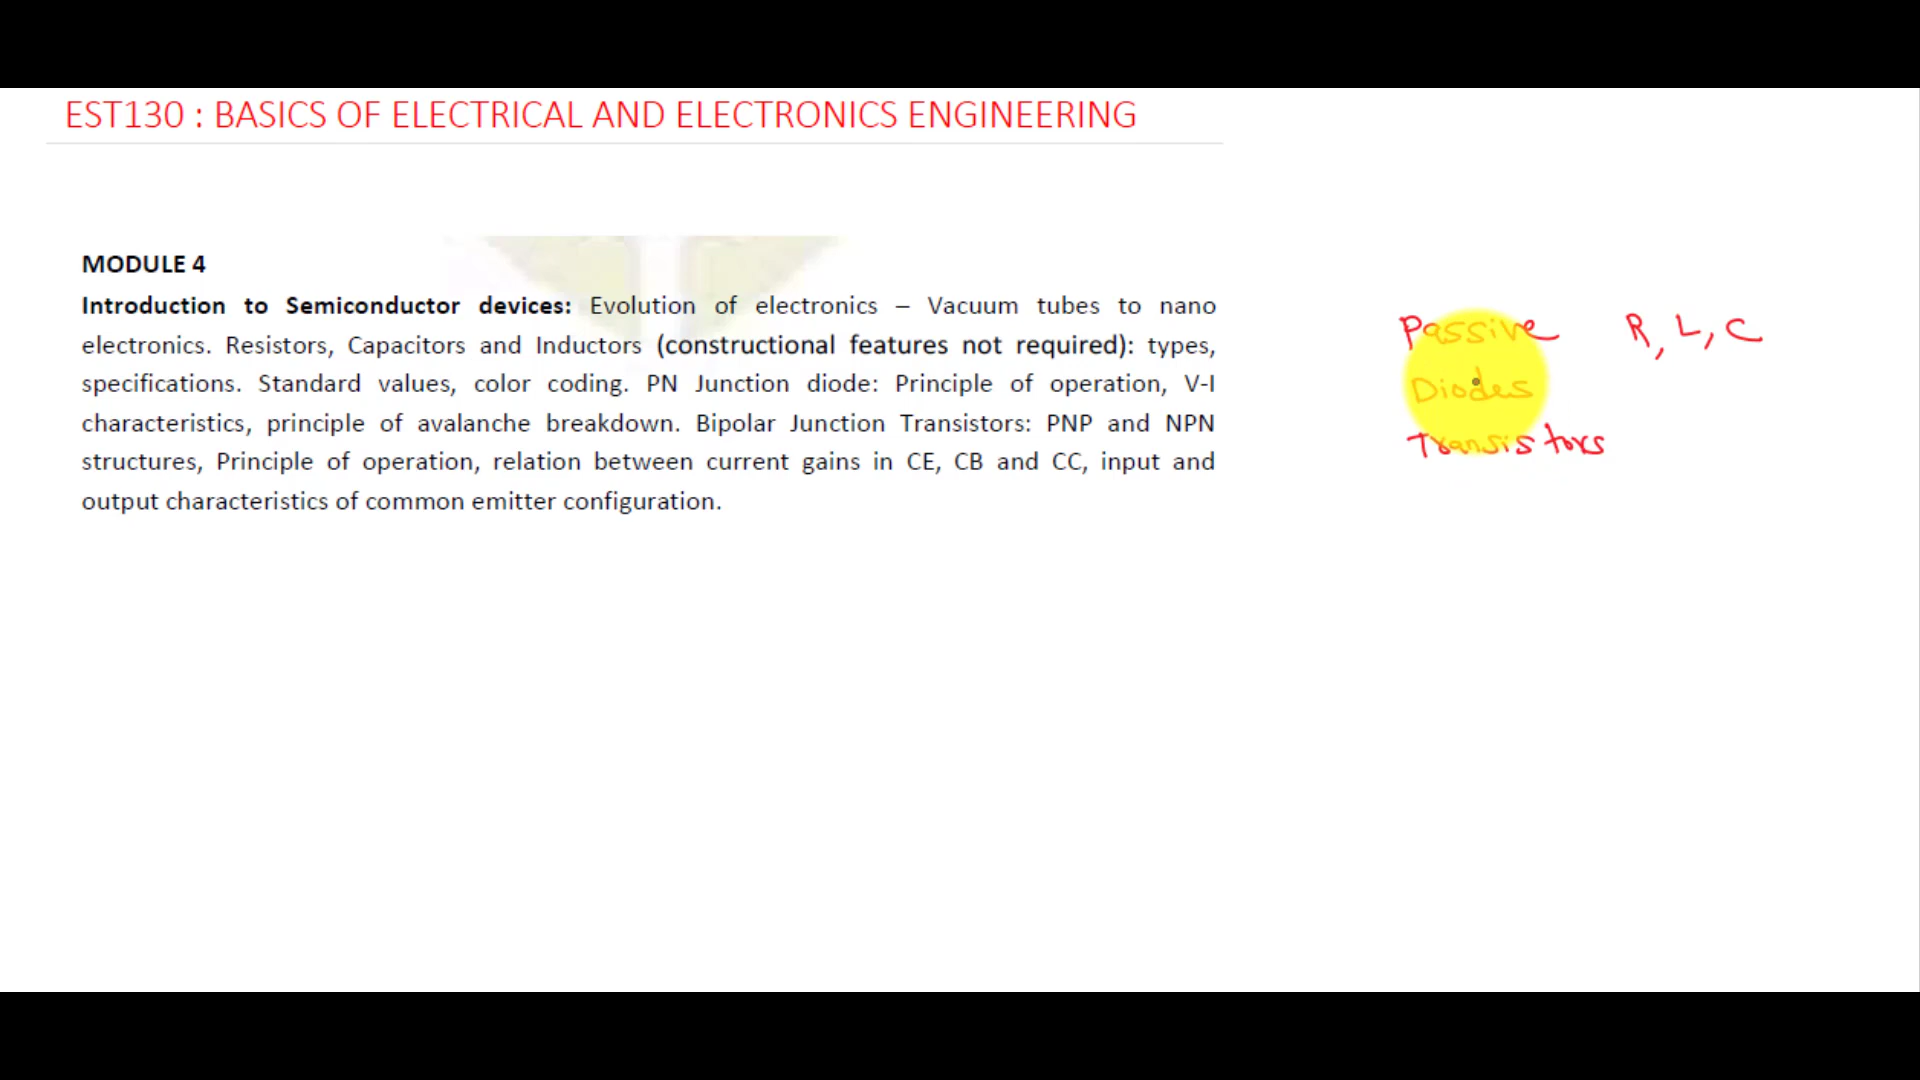 EST130 : BASICS OF ELECTRICAL AND ELECTRONICS ENGINEERING
MODULE 4
Introduction to Semiconductor devices: Evolution of electronics – Vacuum tubes to nano
electronics. Resistors, Capacitors and Inductors (constructional features not required): types,
specifications. Standard values, color coding. PN Junction diode: Principle of operation, V-I
characteristics, principle of avalanche breakdown. Bipolar Junction Transistors: PNP and NPN
structures, Principle of operation, relation between current gains in CE, CB and CC, input and
output characteristics of common emitter configuration.
Passive R, L, C
Diodes
Transistors